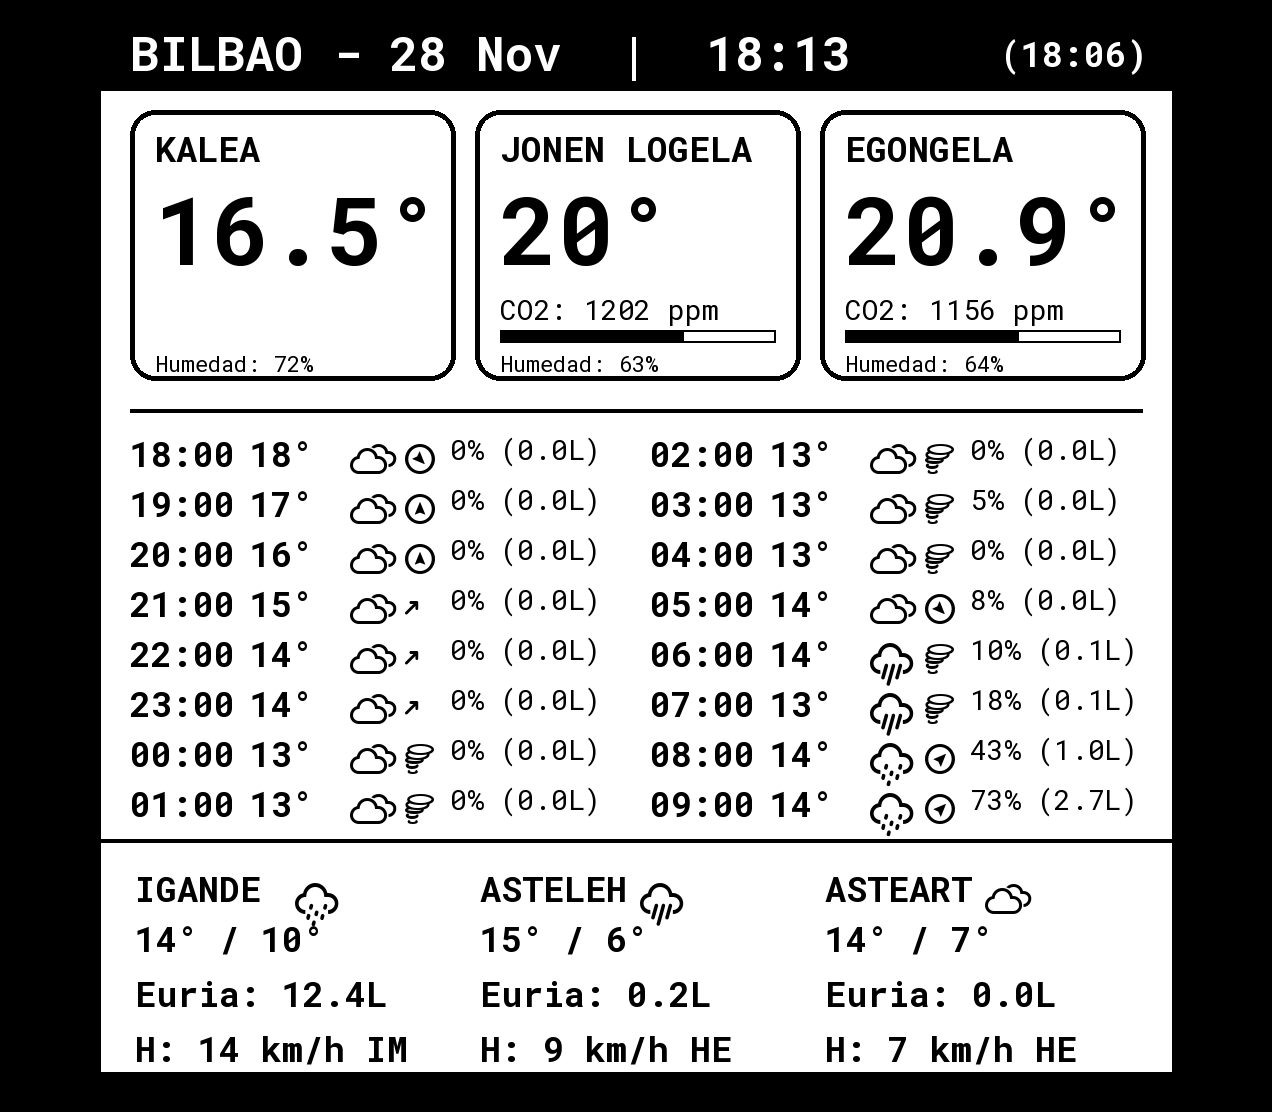 BILBAO - 28 Nov | 18:13 (18:06)
KALEA
16.5°
Humedad: 72%
JONEN LOGELA
20°
CO2: 1202 ppm
Humedad: 63%
EGONGELA
20.9°
CO2: 1156 ppm
Humedad: 64%
18:00 18° 0% (0.0L)
19:00 17° 0% (0.0L)
20:00 16° 0% (0.0L)
21:00 15° 0% (0.0L)
22:00 14° 0% (0.0L)
23:00 14° 0% (0.0L)
00:00 13° 0% (0.0L)
01:00 13° 0% (0.0L)
02:00 13° 0% (0.0L)
03:00 13° 5% (0.0L)
04:00 13° 0% (0.0L)
05:00 14° 8% (0.0L)
06:00 14° 10% (0.1L)
07:00 13° 18% (0.1L)
08:00 14° 43% (1.0L)
09:00 14° 73% (2.7L)
IGANDE
14° / 10°
Euria: 12.4L
H: 14 km/h IM
ASTELEH
15° / 6°
Euria: 0.2L
H: 9 km/h HE
ASTEART
14° / 7°
Euria: 0.0L
H: 7 km/h HE